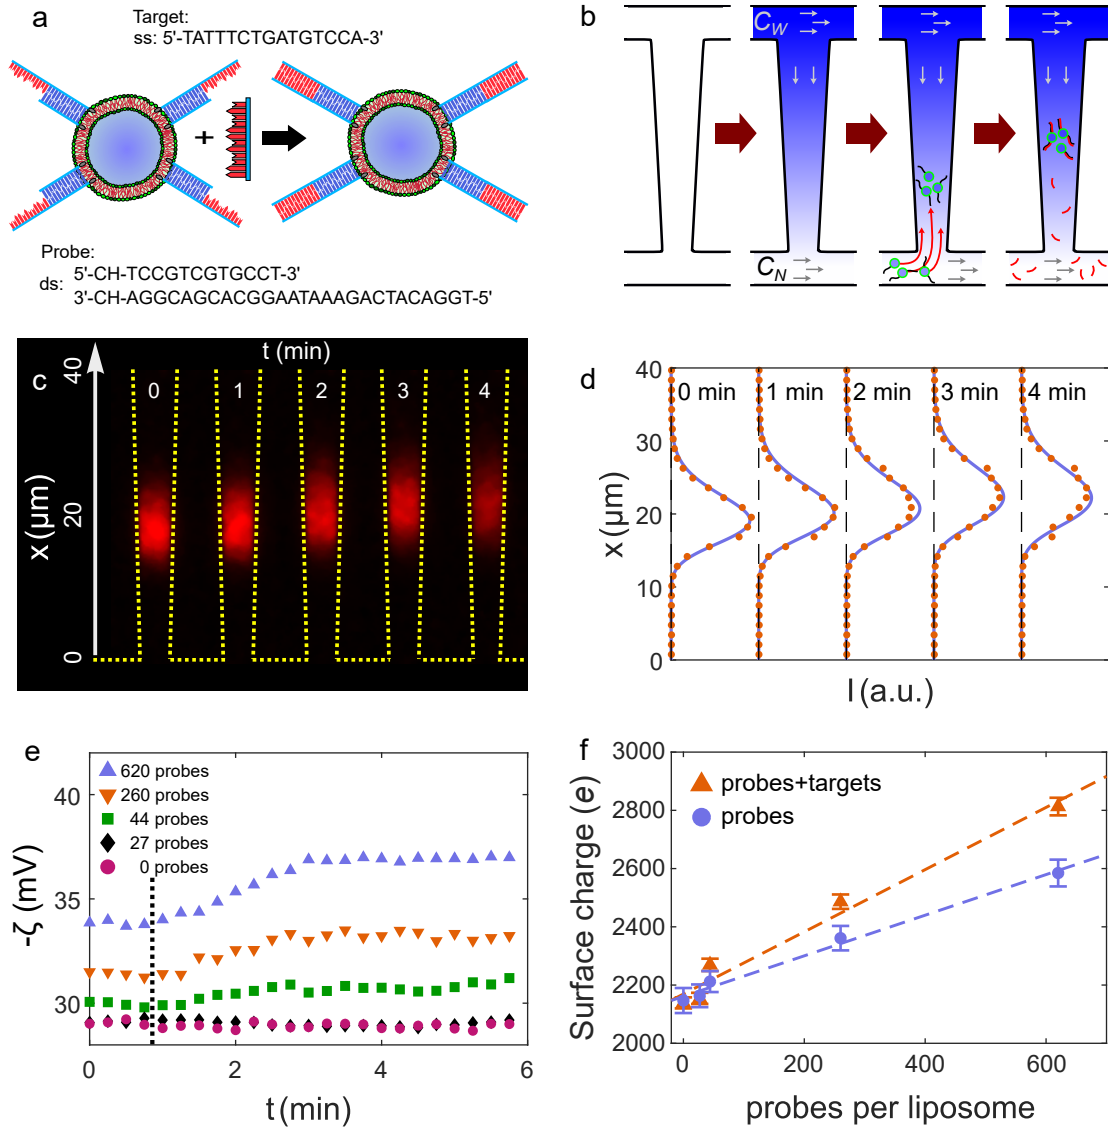 a
Target:
ss: 5'-TATTTCTGATGTCCA-3'
+
Probe:
ds:
5'-CH-TCCGTCGTGCCT-3'
3'-CH-AGGCAGCACGGAATAAAGACTACAGGT-5'
b
C_W
C_N
c
t (min)
0 1 2 3 4
x (μm)
40
20
0
d
0 min 1 min 2 min 3 min 4 min
x (μm)
40
30
20
10
0
I (a.u.)
e
620 probes
260 probes
44 probes
27 probes
0 probes
-ζ (mV)
40
35
30
0 2 4 6
t (min)
f
probes+targets
probes
Surface charge (e)
3000
2800
2600
2400
2200
2000
0 200 400 600
probes per liposome